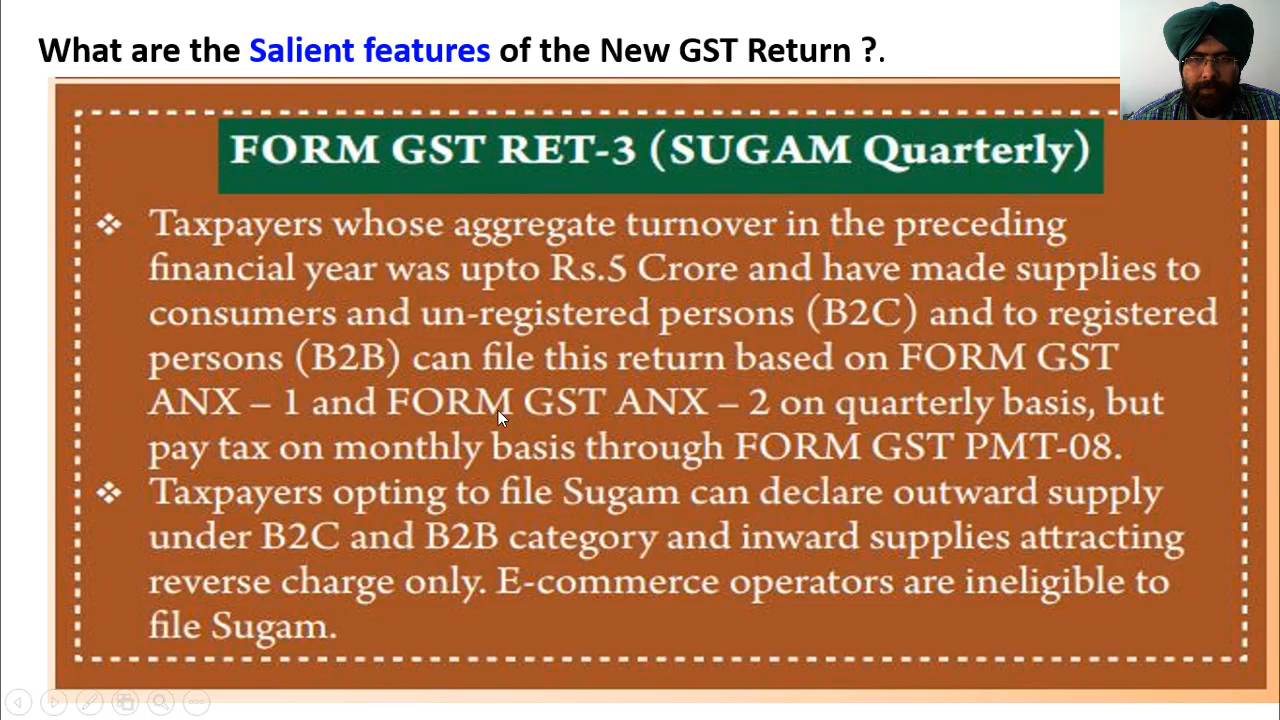 What are the Salient features of the New GST Return ?.
FORM GST RET-3 (SUGAM Quarterly)
❖ Taxpayers whose aggregate turnover in the preceding
financial year was upto Rs.5 Crore and have made supplies to
consumers and un-registered persons (B2C) and to registered
persons (B2B) can file this return based on FORM GST
ANX – 1 and FORM GST ANX – 2 on quarterly basis, but
pay tax on monthly basis through FORM GST PMT-08.
❖ Taxpayers opting to file Sugam can declare outward supply
under B2C and B2B category and inward supplies attracting
reverse charge only. E-commerce operators are ineligible to
file Sugam.